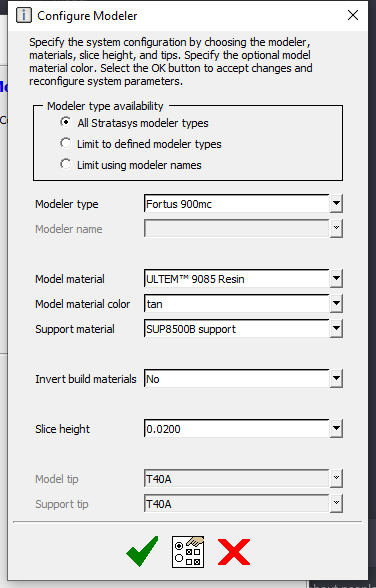 Configure Modeler
Specify the system configuration by choosing the modeler,
materials, slice height, and tips. Specify the optional model
material color. Select the OK button to accept changes and
reconfigure system parameters.
Modeler type availability
All Stratasys modeler types
Limit to defined modeler types
Limit using modeler names
Modeler type Fortus 900mc
Modeler name
Model material ULTEM™ 9085 Resin
Model material color tan
Support material SUP8500B support
Invert build materials No
Slice height 0.0200
Model tip T40A
Support tip T40A